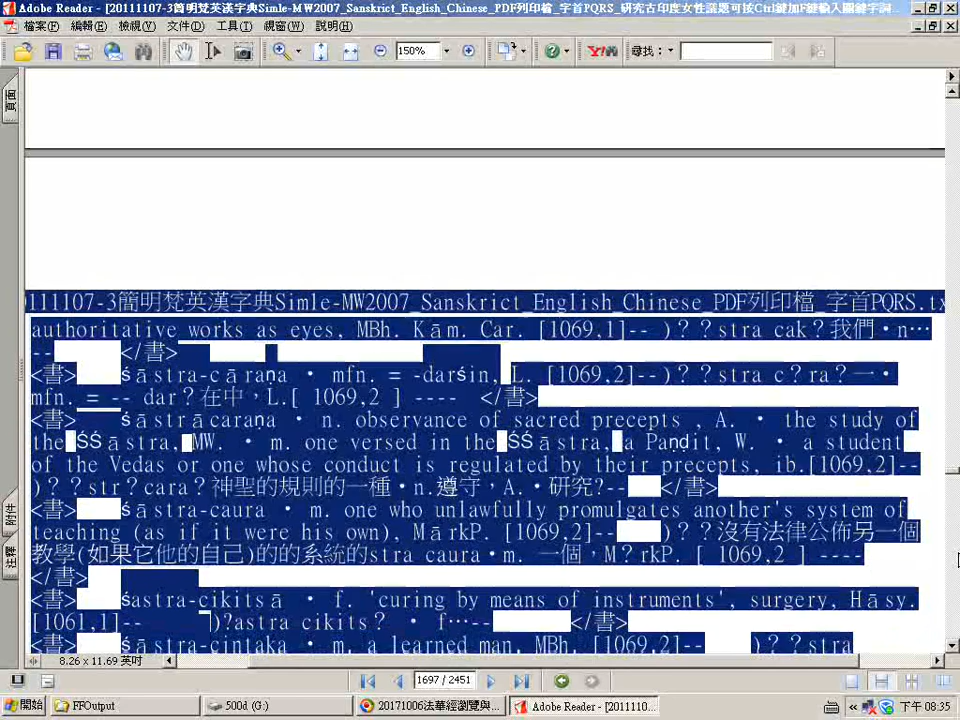 Adobe Reader - [20111107-3簡明梵英漢字典Simle-MW2007_Sanskrict_English_Chinese_PDF列印檔_字首PQRS_研究古印度女性議題可按Ctrl鍵加F鍵輸入關鍵字詞...
檔案(F) 編輯(E) 檢視(V) 文件(D) 工具(T) 視窗(W) 說明(H)
150% Y! 尋找:
頁面
附件
註釋
0111107-3簡明梵英漢字典Simle-MW2007_Sanskrict_English_Chinese_PDF列印檔_字首PQRS.tx
authoritative works as eyes, MBh. Kām. Car. [1069,1]-- )??stra cak?我們‧n…
-- </書>
<書> śāstra-cāraṇa ‧ mfn. = -darśin, L. [1069,2]--)??stra c?ra?一‧
mfn. = -- dar?在中，L.[ 1069,2 ] ---- </書>
<書> śāstrācaraṇa ‧ n. observance of sacred precepts , A. ‧ the study of
the ŚŚāstra, MW. ‧ m. one versed in the ŚŚāstra, a Paṇḍit, W. ‧ a student
of the Vedas or one whose conduct is regulated by their precepts, ib.[1069,2]--
)??str?cara?神聖的規則的一種‧n.遵守，A.‧研究?-- </書>
<書> śāstra-caura ‧ m. one who unlawfully promulgates another's system of
teaching (as if it were his own), MārkP. [1069,2]-- )??沒有法律公佈另一個
教學(如果它他的自己)的的系統的stra caura‧m. 一個，M?rkP. [ 1069,2 ] ----
</書>
<書> śastra-cikitsā ‧ f. 'curing by means of instruments', surgery, Hāsy.
[1061,1]-- )?astra cikits? ‧ f…-- </書>
<書> śāstra-cintaka ‧ m. a learned man, MBh. [1069,2]-- )??stra
8.26 x 11.69 英吋
1697 / 2451
開始 FFOutput 500d (G:) 20171006法華經瀏覽與... Adobe Reader - [2011110... 下午 08:35